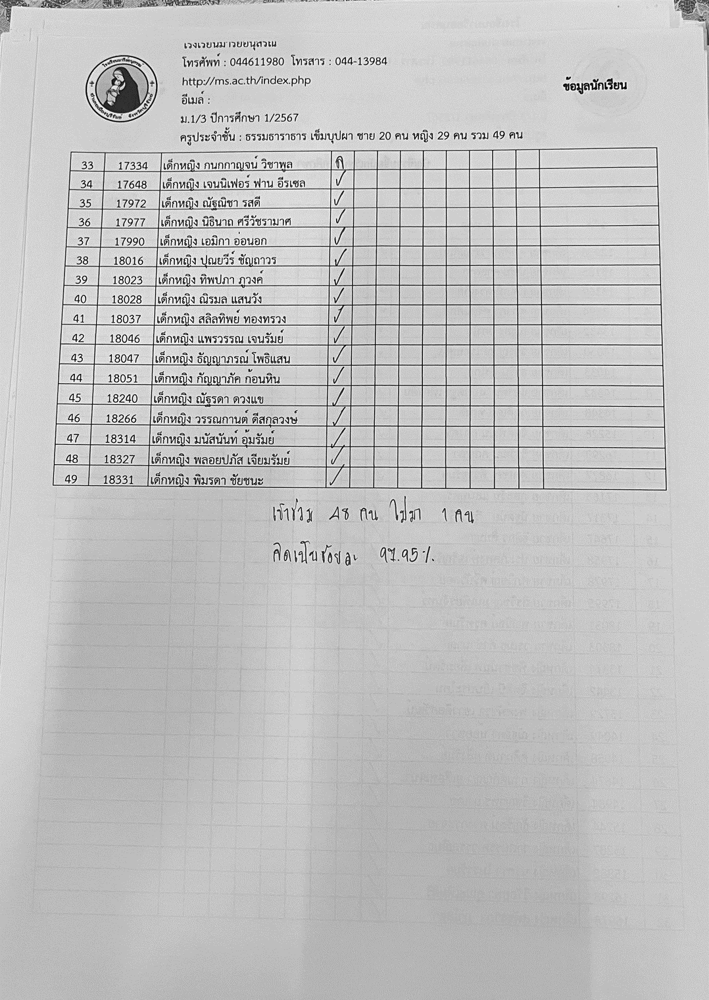 โทรศัพท์ : 044611980 โทรสาร : 044-13984
http://ms.ac.th/index.php
อีเมล์ :
ม.1/3 ปีการศึกษา 1/2567
ครูประจำชั้น : ธรรมธาราธาร เข็มบุปผา ชาย 20 คน หญิง 29 คน รวม 49 คน
ข้อมูลนักเรียน
33 17334 เด็กหญิง กนกกาญจน์ วิชาพูล
34 17648 เด็กหญิง เจนนิเฟอร์ ฟาน อีรเซล ✓
35 17972 เด็กหญิง ณัฐณิชา รสดี ✓
36 17977 เด็กหญิง นิธินาถ ศรีวัชรามาศ ✓
37 17990 เด็กหญิง เอมิกา อ่อนอก ✓
38 18016 เด็กหญิง ปุณยวีร์ ชัญถาวร ✓
39 18023 เด็กหญิง ทิพปภา ภูวงค์ ✓
40 18028 เด็กหญิง ณิรมล แสนวัง ✓
41 18037 เด็กหญิง สลิลทิพย์ ทองทรวง ✓
42 18046 เด็กหญิง แพรวรรณ เจนรัมย์ ✓
43 18047 เด็กหญิง ธัญญาภรณ์ โพธิแสน ✓
44 18051 เด็กหญิง กัญญาภัค ก้อนหิน ✓
45 18240 เด็กหญิง ณัฐรดา ดวงแข ✓
46 18266 เด็กหญิง วรรณกานต์ ดีสกุลวงษ์ ✓
47 18314 เด็กหญิง มนัสนันท์ อุ้มรัมย์ ✓
48 18327 เด็กหญิง พลอยปภัส เจียมรัมย์ ✓
49 18331 เด็กหญิง พิมรดา ชัยชนะ ✓
เข้าร่วม 48 คน ไม่มา 1 คน
คิดเป็นร้อยละ 97.95%